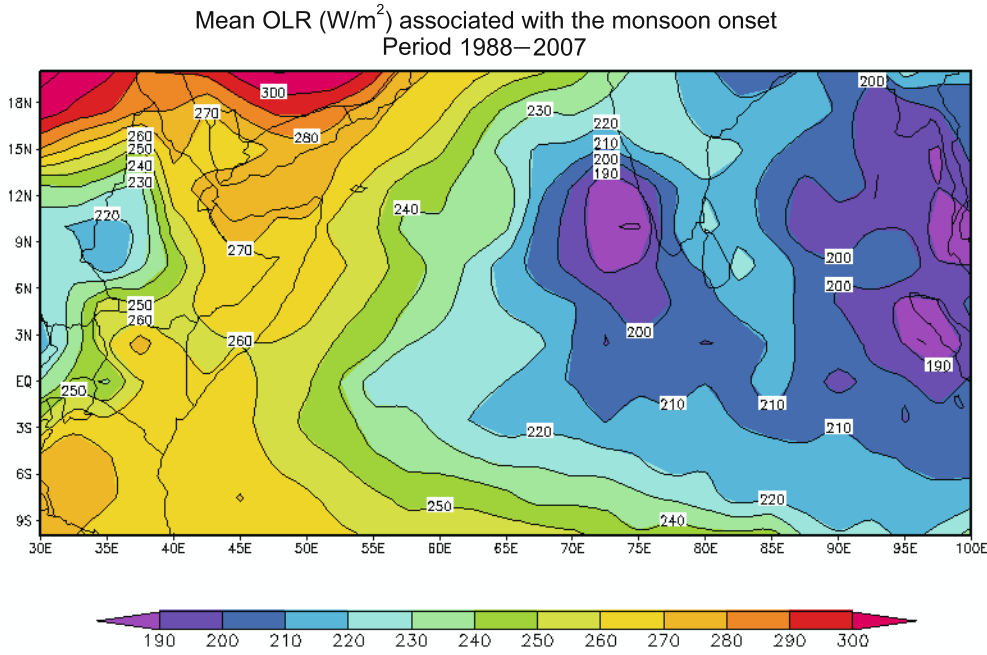 Mean OLR (W/m²) associated with the monsoon onset
Period 1988−2007
300
200
18N
270
230
280
220
260
15N
250
210
240
200
190
230
12N
240
220
9N
270
200
6N
200
250
260
200
3N
260
190
EQ
250
210
210
3S
220
210
6S
220
250
9S
240
30E 35E 40E 45E 50E 55E 60E 65E 70E 75E 80E 85E 90E 95E 100E
190 200 210 220 230 240 250 260 270 280 290 300